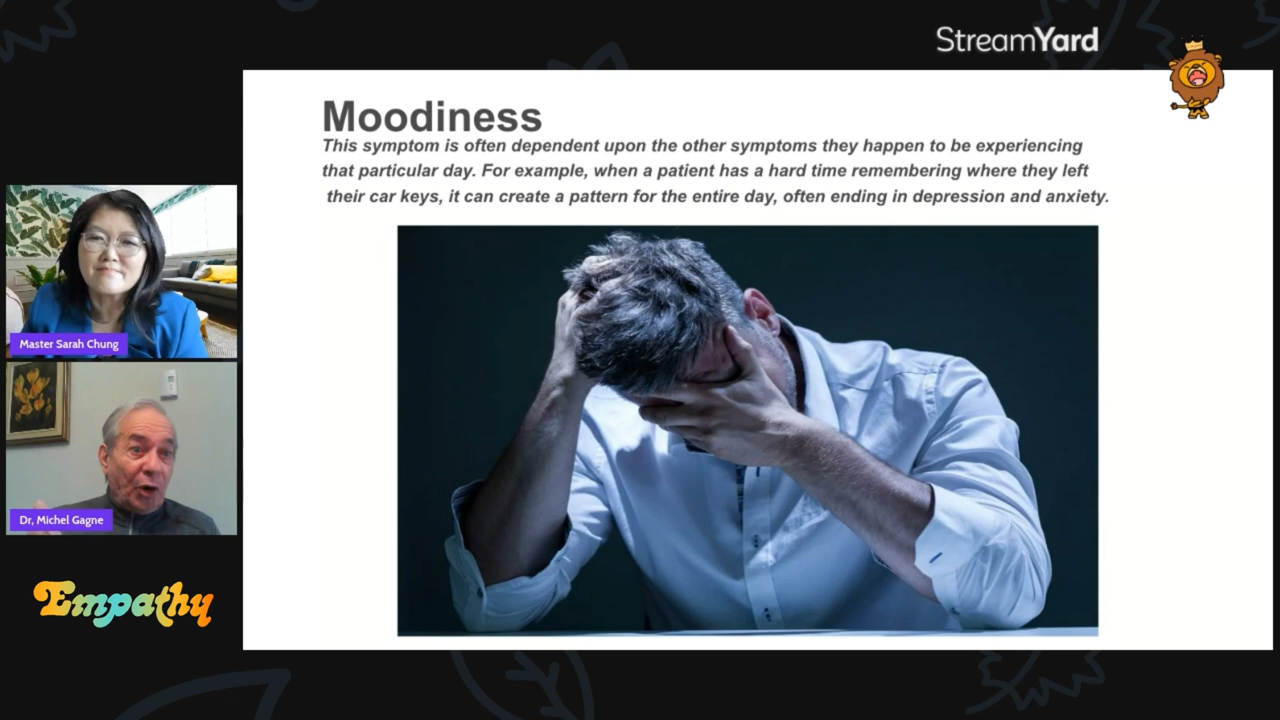 StreamYard
Moodiness
This symptom is often dependent upon the other symptoms they happen to be experiencing
that particular day. For example, when a patient has a hard time remembering where they left
their car keys, it can create a pattern for the entire day, often ending in depression and anxiety.
Master Sarah Chung
Dr, Michel Gagne
Empathy